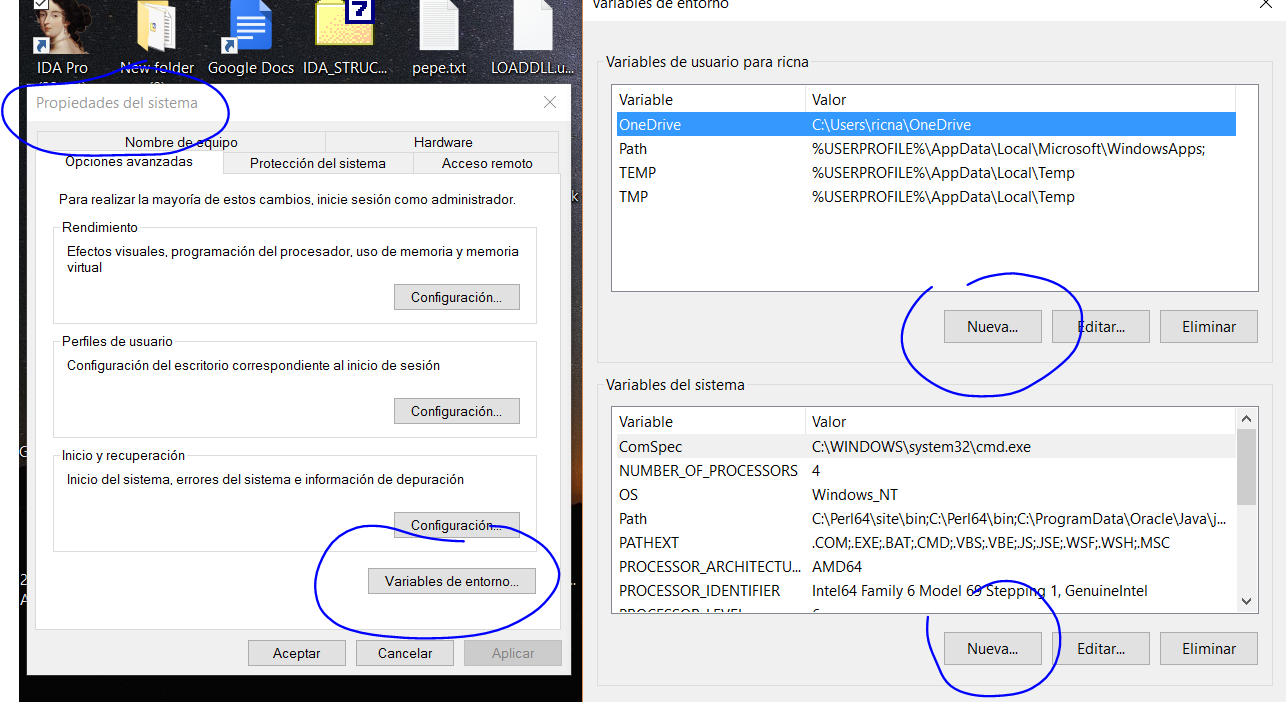 7
IDA Pro
New folder
Google Docs
IDA_STRUC...
pepe.txt
LOADDLL.u...
Propiedades del sistema
Nombre de equipo
Hardware
Opciones avanzadas
Protección del sistema
Acceso remoto
Para realizar la mayoría de estos cambios, inicie sesión como administrador.
Rendimiento
Efectos visuales, programación del procesador, uso de memoria y memoria
virtual
Configuración...
Perfiles de usuario
Configuración del escritorio correspondiente al inicio de sesión
Configuración...
Inicio y recuperación
Inicio del sistema, errores del sistema e información de depuración
Configuración...
Variables de entorno...
Aceptar
Cancelar
Aplicar
Variables de entorno
Variables de usuario para ricna
Variable Valor
OneDrive C:\Users\ricna\OneDrive
Path %USERPROFILE%\AppData\Local\Microsoft\WindowsApps;
TEMP %USERPROFILE%\AppData\Local\Temp
TMP %USERPROFILE%\AppData\Local\Temp
Nueva...
Editar...
Eliminar
Variables del sistema
Variable Valor
ComSpec C:\WINDOWS\system32\cmd.exe
NUMBER_OF_PROCESSORS 4
OS Windows_NT
Path C:\Perl64\site\bin;C:\Perl64\bin;C:\ProgramData\Oracle\Java\j...
PATHEXT .COM;.EXE;.BAT;.CMD;.VBS;.VBE;.JS;.JSE;.WSF;.WSH;.MSC
PROCESSOR_ARCHITECTU... AMD64
PROCESSOR_IDENTIFIER Intel64 Family 6 Model 69 Stepping 1, GenuineIntel
PROCESSOR_LEVEL 6
Nueva...
Editar...
Eliminar